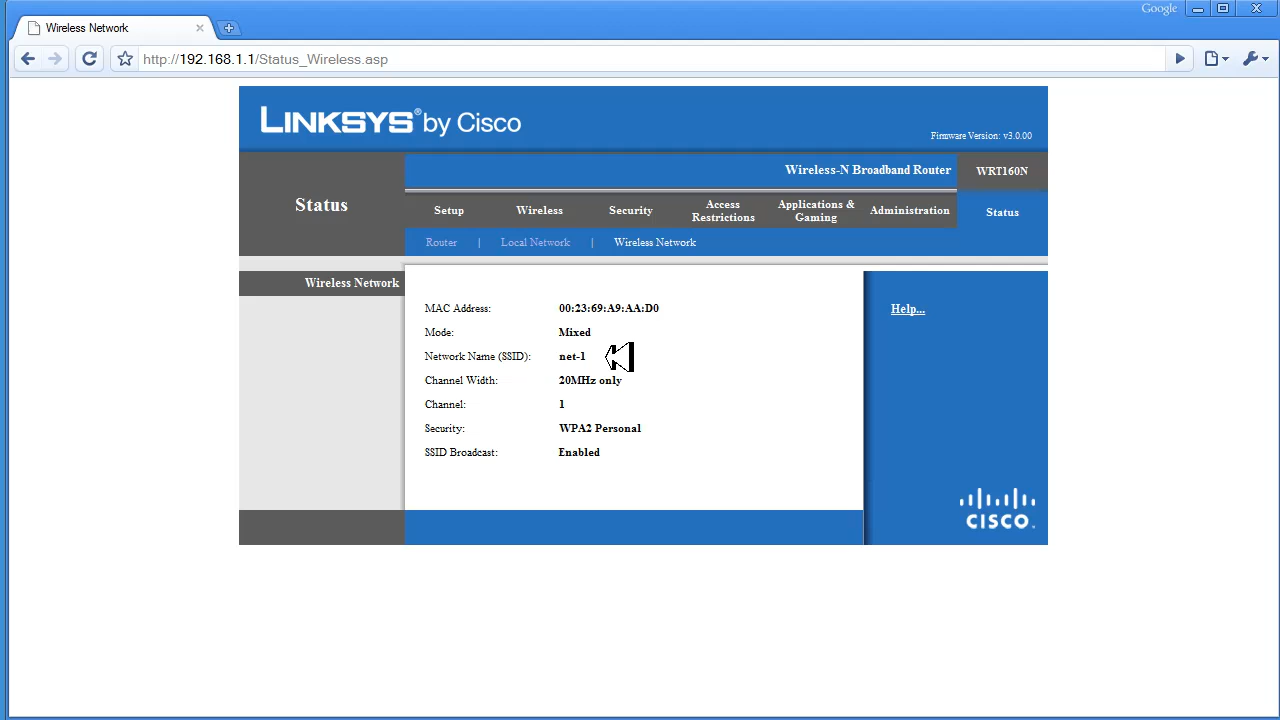 Google
Wireless Network
http://192.168.1.1/Status_Wireless.asp
LINKSYS® by Cisco
Firmware Version: v3.0.00
Wireless-N Broadband Router WRT160N
Status
Setup Wireless Security Access Restrictions Applications & Gaming Administration Status
Router | Local Network | Wireless Network
Wireless Network
MAC Address: 00:23:69:A9:AA:D0
Mode: Mixed
Network Name (SSID): net-1
Channel Width: 20MHz only
Channel: 1
Security: WPA2 Personal
SSID Broadcast: Enabled
Help...
CISCO.